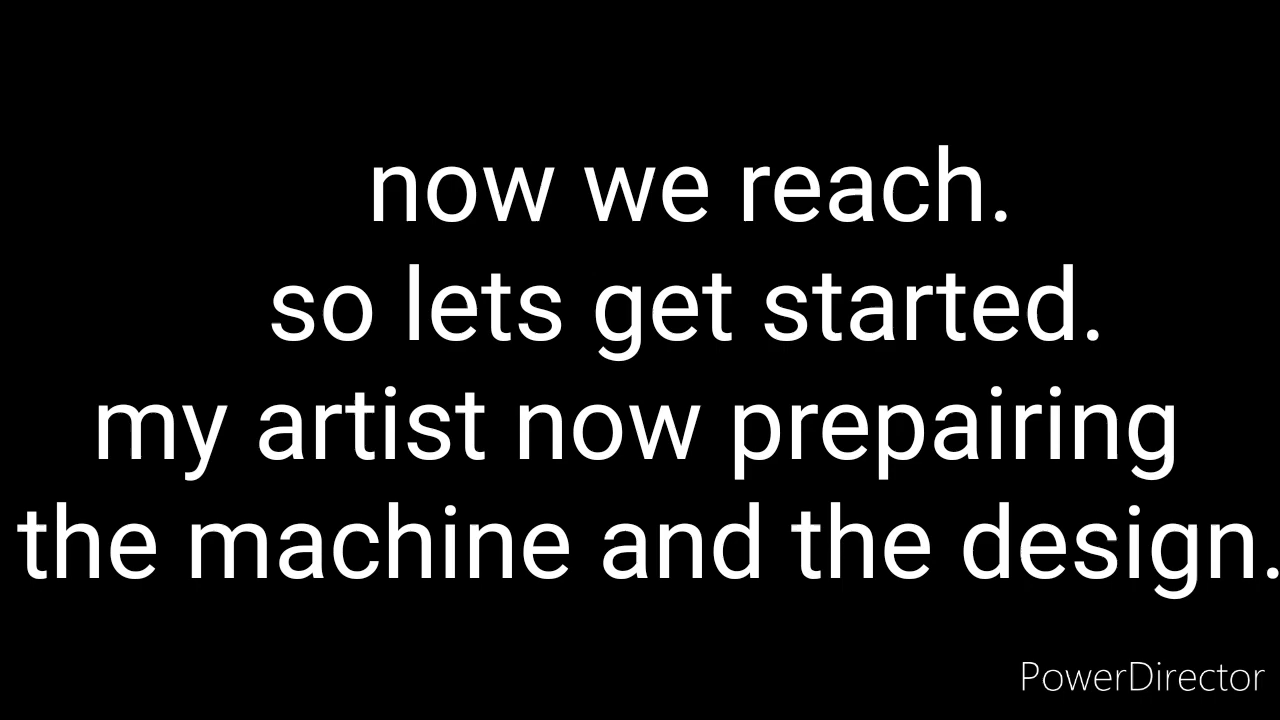 now we reach.
so lets get started.
my artist now prepairing
the machine and the design.
PowerDirector